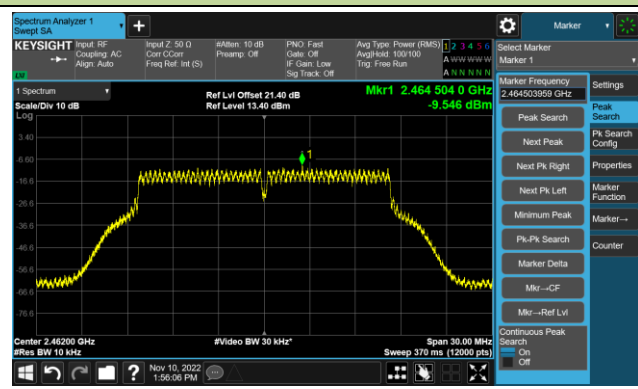 Spectrum Analyzer 1
Swept SA
Marker
KEYSIGHT
Input: RF
Coupling: AC
Align: Auto
Input Z: 50 Ω
Corr CCorr
Freq Ref: Int (S)
#Atten: 10 dB
Preamp: Off
PNO: Fast
Gate: Off
IF Gain: Low
Sig Track: Off
Avg Type: Power (RMS)
Avg|Hold: 100/100
Trig: Free Run
1 2 3 4 5 6
A W W W W W
A N N N N N
LW
Select Marker
Marker 1
1 Spectrum
Scale/Div 10 dB
Log
Ref Lvl Offset 21.40 dB
Ref Level 13.40 dBm
Mkr1 2.464 504 0 GHz
-9.546 dBm
3.40
-6.60
-16.6
-26.6
-36.6
-46.6
-56.6
-66.6
-76.6
1
Center 2.46200 GHz
#Res BW 10 kHz
#Video BW 30 kHz*
Span 30.00 MHz
Sweep 370 ms (12000 pts)
Marker Frequency
2.464503959 GHz
Peak Search
Next Peak
Next Pk Right
Next Pk Left
Minimum Peak
Pk-Pk Search
Marker Delta
Mkr→CF
Mkr→Ref Lvl
Continuous Peak
Search
On
Off
Settings
Peak
Search
Pk Search
Config
Properties
Marker
Function
Marker→
Counter
Nov 10, 2022
1:56:06 PM